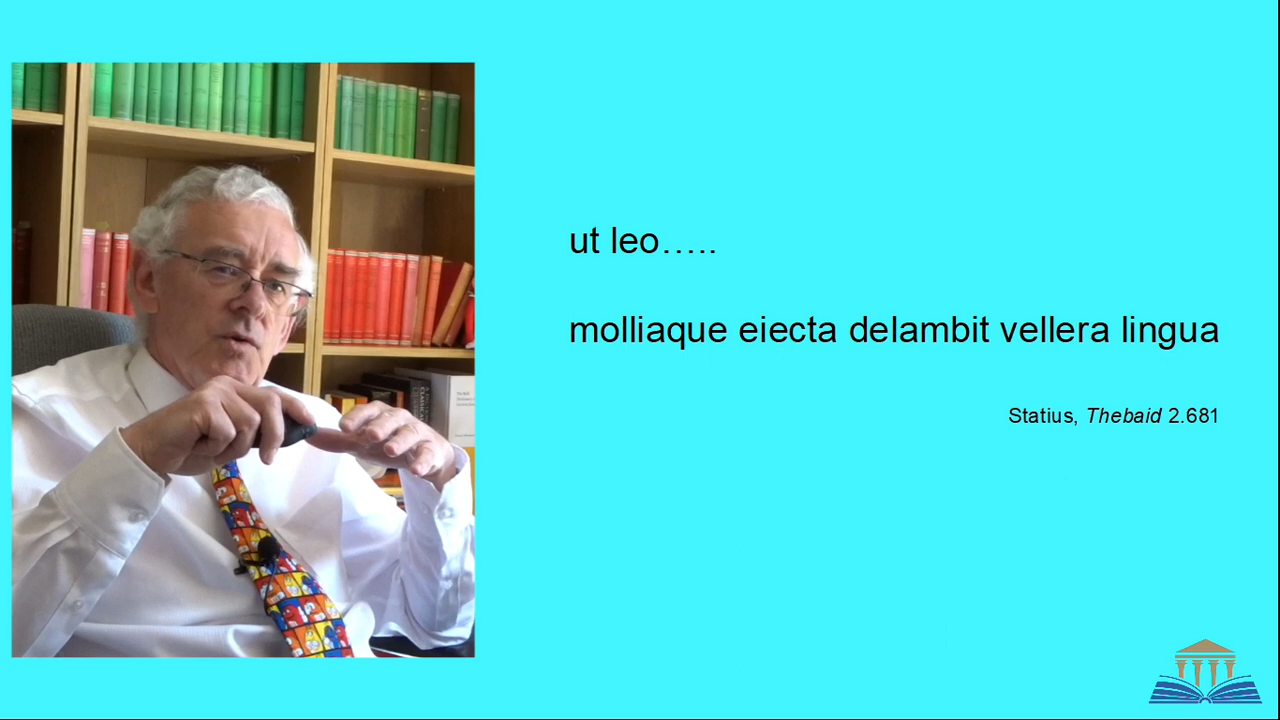 ut leo…..
molliaque eiecta delambit vellera lingua
Statius, Thebaid 2.681